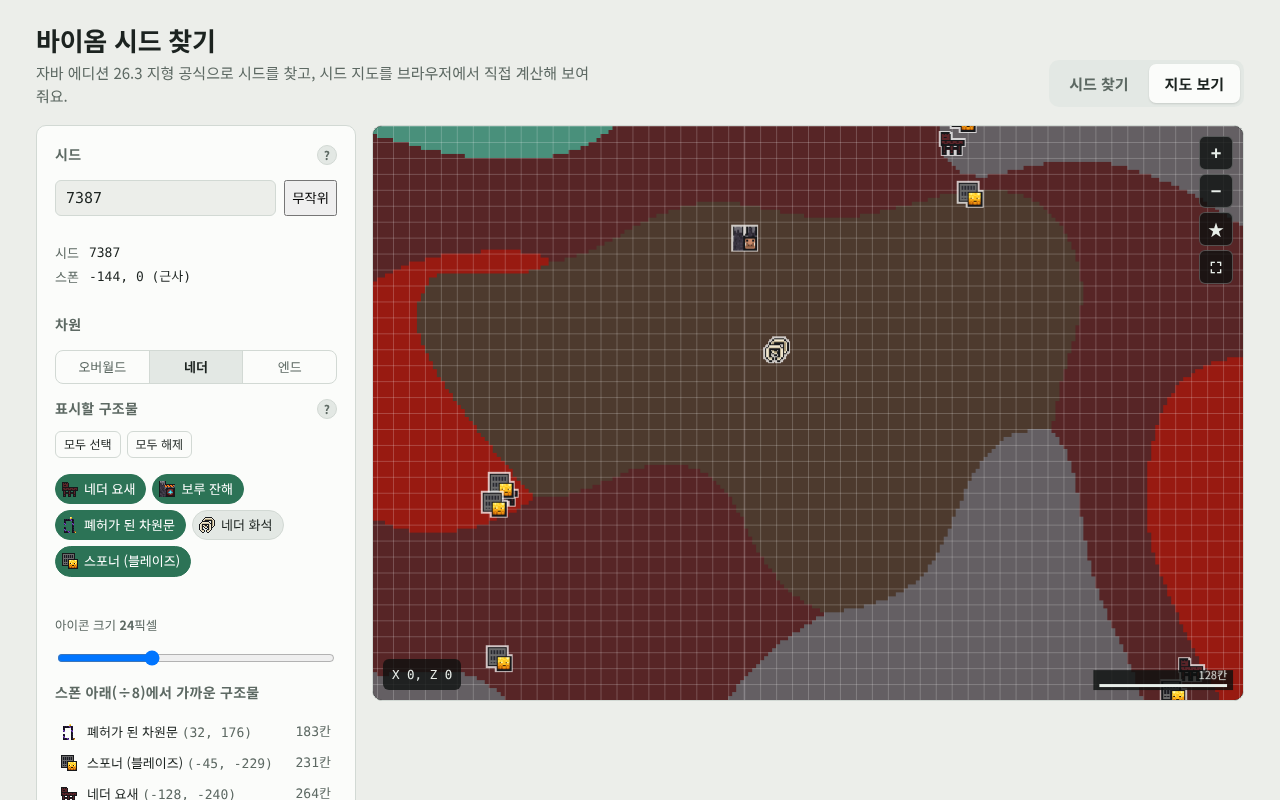 바이옴 시드 찾기
자바 에디션 26.3 지형 공식으로 시드를 찾고, 시드 지도를 브라우저에서 직접 계산해 보여
줘요.
시드 찾기
지도 보기
시드
?
7387
무작위
시드 7387
스폰 -144, 0 (근사)
차원
오버월드
네더
엔드
표시할 구조물
?
모두 선택
모두 해제
네더 요새
보루 잔해
폐허가 된 차원문
네더 화석
스포너 (블레이즈)
아이콘 크기 24픽셀
스폰 아래(÷8)에서 가까운 구조물
폐허가 된 차원문 (32, 176) 183칸
스포너 (블레이즈) (-45, -229) 231칸
네더 요새 (-128, -240) 264칸
+
−
★
X 0, Z 0
128칸